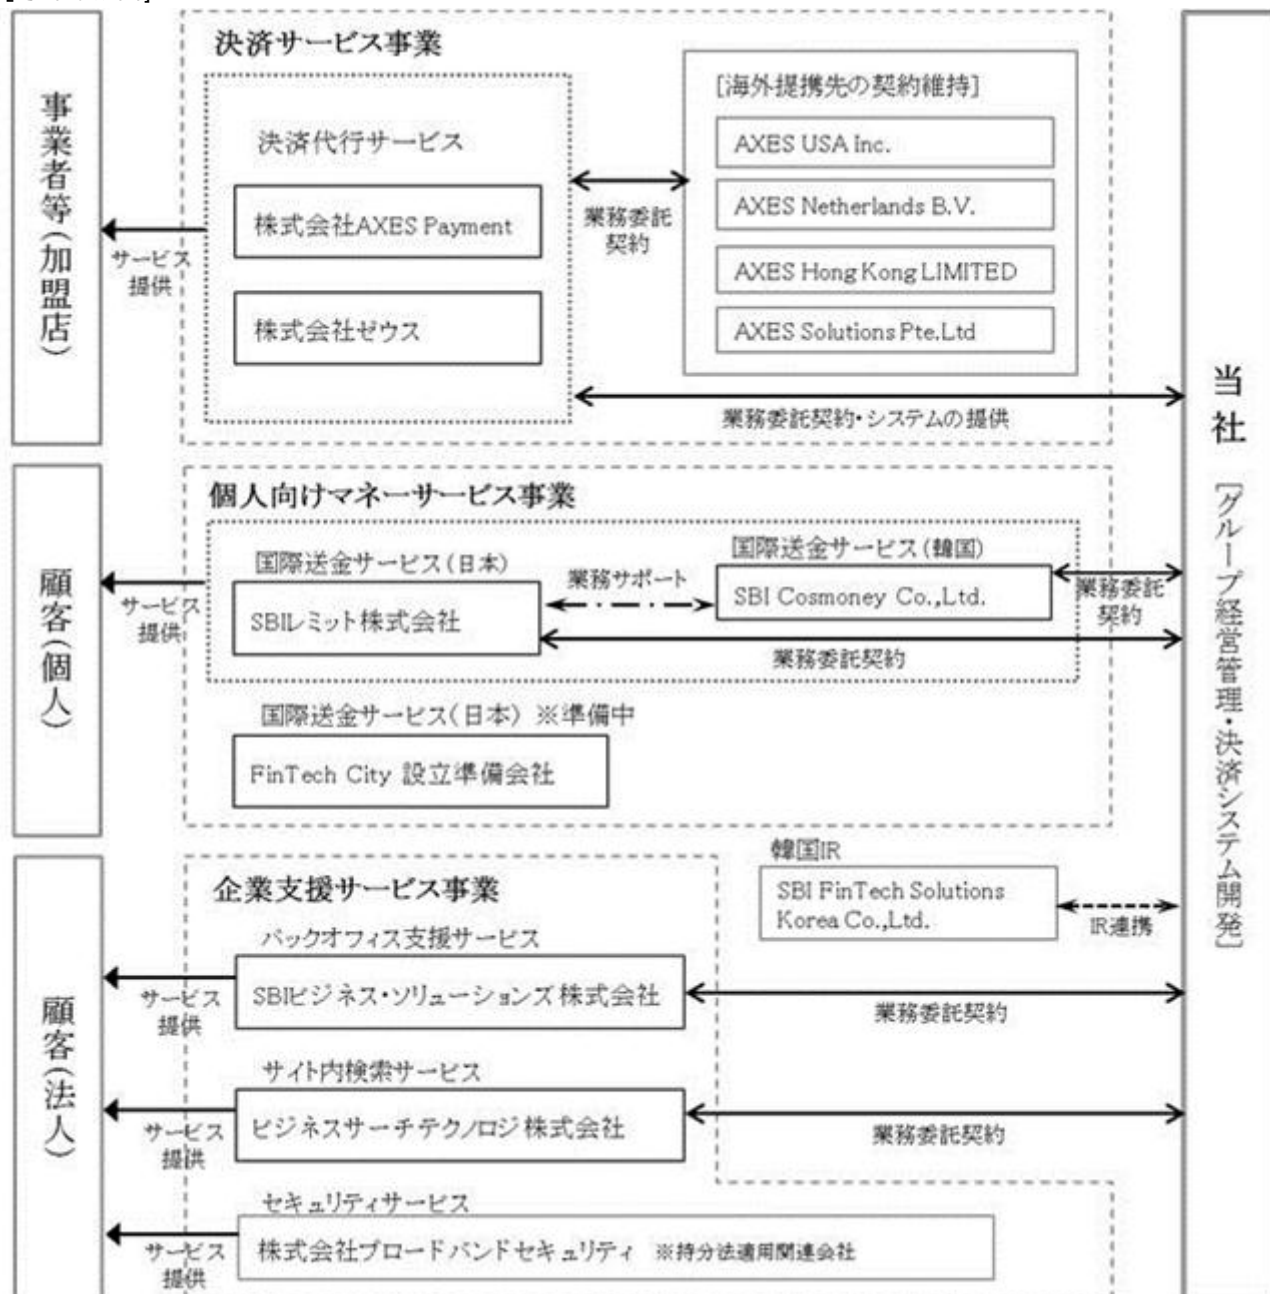 事業者等(加盟店)
決済サービス事業
決済代行サービス
株式会社AXES Payment
株式会社ゼウス
サービス
提供
業務委託
契約
[海外提携先の契約維持]
AXES USA Inc.
AXES Netherlands B.V.
AXES Hong Kong LIMITED
AXES Solutions Pte.Ltd
業務委託契約・システムの提供
当社
[グループ経営管理・決済システム開発]
顧客(個人)
個人向けマネーサービス事業
国際送金サービス(日本)
SBIレミット株式会社
サービス
提供
業務サポート
国際送金サービス(韓国)
SBI Cosmoney Co.,Ltd.
業務委託
契約
業務委託契約
国際送金サービス(日本) ※準備中
FinTech City 設立準備会社
韓国IR
SBI FinTech Solutions
Korea Co.,Ltd.
IR連携
顧客(法人)
企業支援サービス事業
バックオフィス支援サービス
SBIビジネス・ソリューションズ株式会社
サービス
提供
業務委託契約
サイト内検索サービス
ビジネスサーチテクノロジ株式会社
サービス
提供
業務委託契約
セキュリティサービス
株式会社ブロードバンドセキュリティ ※持分法適用関連会社
サービス
提供